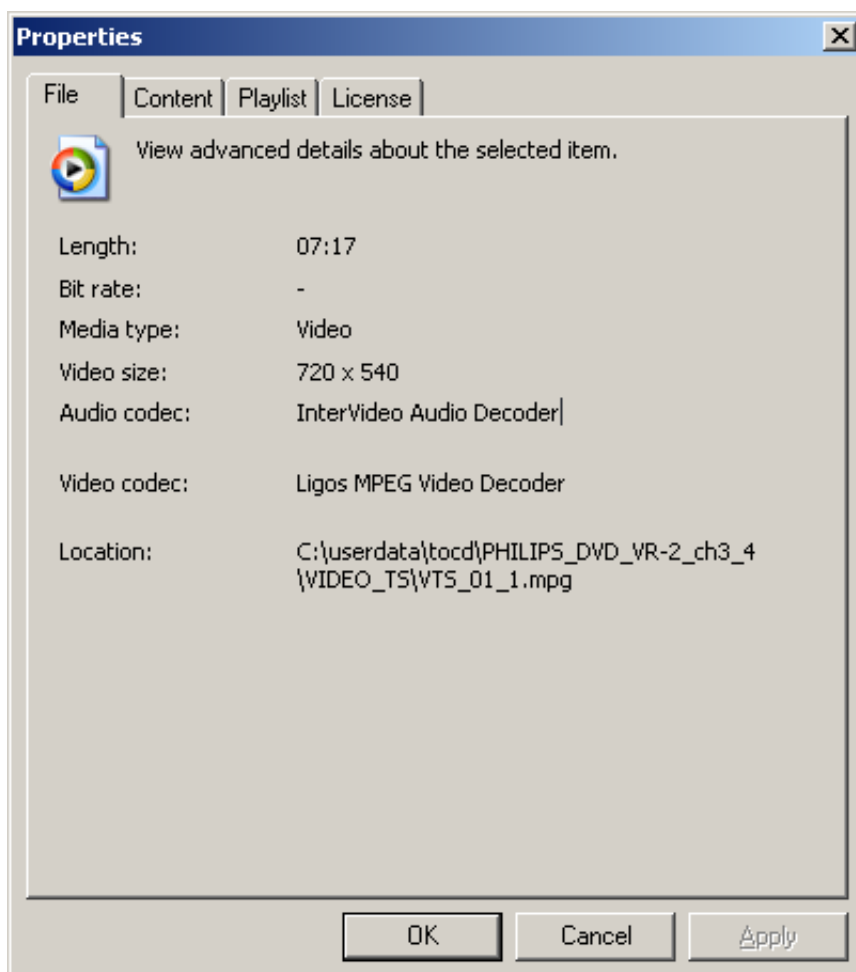 Properties
File Content Playlist License
View advanced details about the selected item.
Length: 07:17
Bit rate: -
Media type: Video
Video size: 720 x 540
Audio codec: InterVideo Audio Decoder
Video codec: Ligos MPEG Video Decoder
Location: C:\userdata\tocd\PHILIPS_DVD_VR-2_ch3_4
\VIDEO_TS\VTS_01_1.mpg
OK Cancel Apply